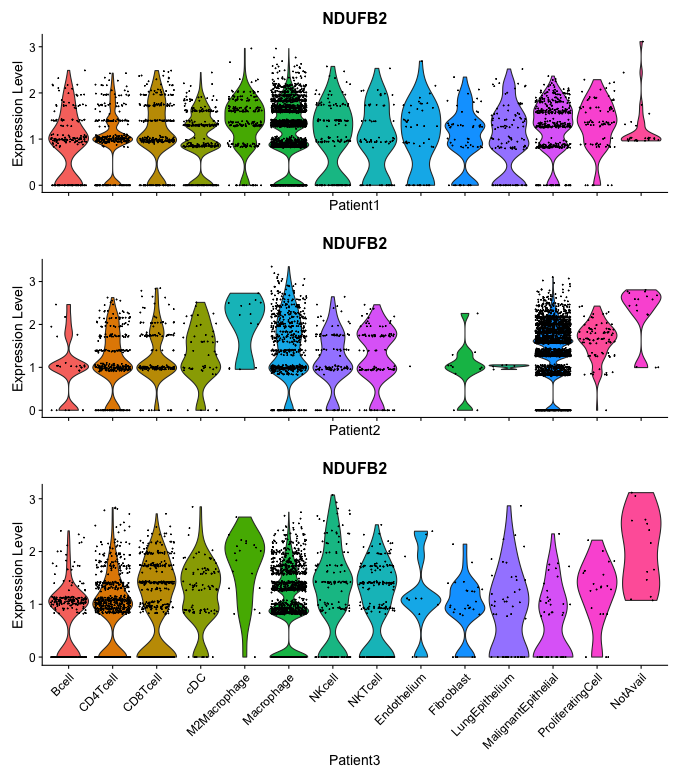 NDUFB2
Expression Level
3
2
1
0
Patient1
NDUFB2
Expression Level
3
2
1
0
Patient2
NDUFB2
Expression Level
3
2
1
0
Bcell
CD4Tcell
CD8Tcell
cDC
M2Macrophage
Macrophage
NKcell
NKTcell
Endothelium
Fibroblast
LungEpithelium
MalignantEpithelial
ProliferatingCell
NotAvail
Patient3